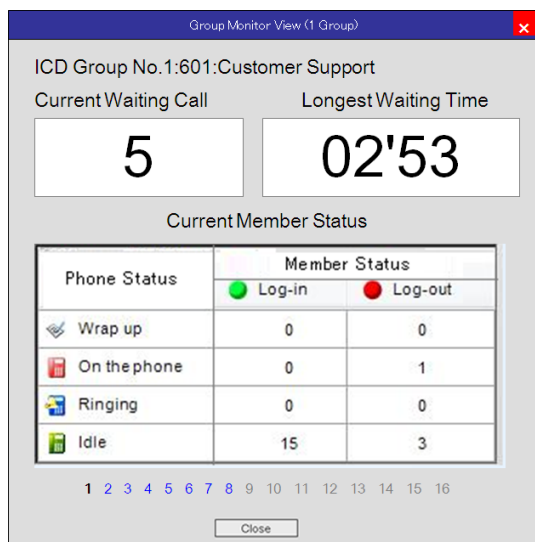 Group Monitor View (1 Group)
ICD Group No.1:601:Customer Support
Current Waiting Call Longest Waiting Time
5 02'53
Current Member Status
Phone Status Member Status
Log-in Log-out
Wrap up 0 0
On the phone 0 1
Ringing 0 0
Idle 15 3
1 2 3 4 5 6 7 8 9 10 11 12 13 14 15 16
Close